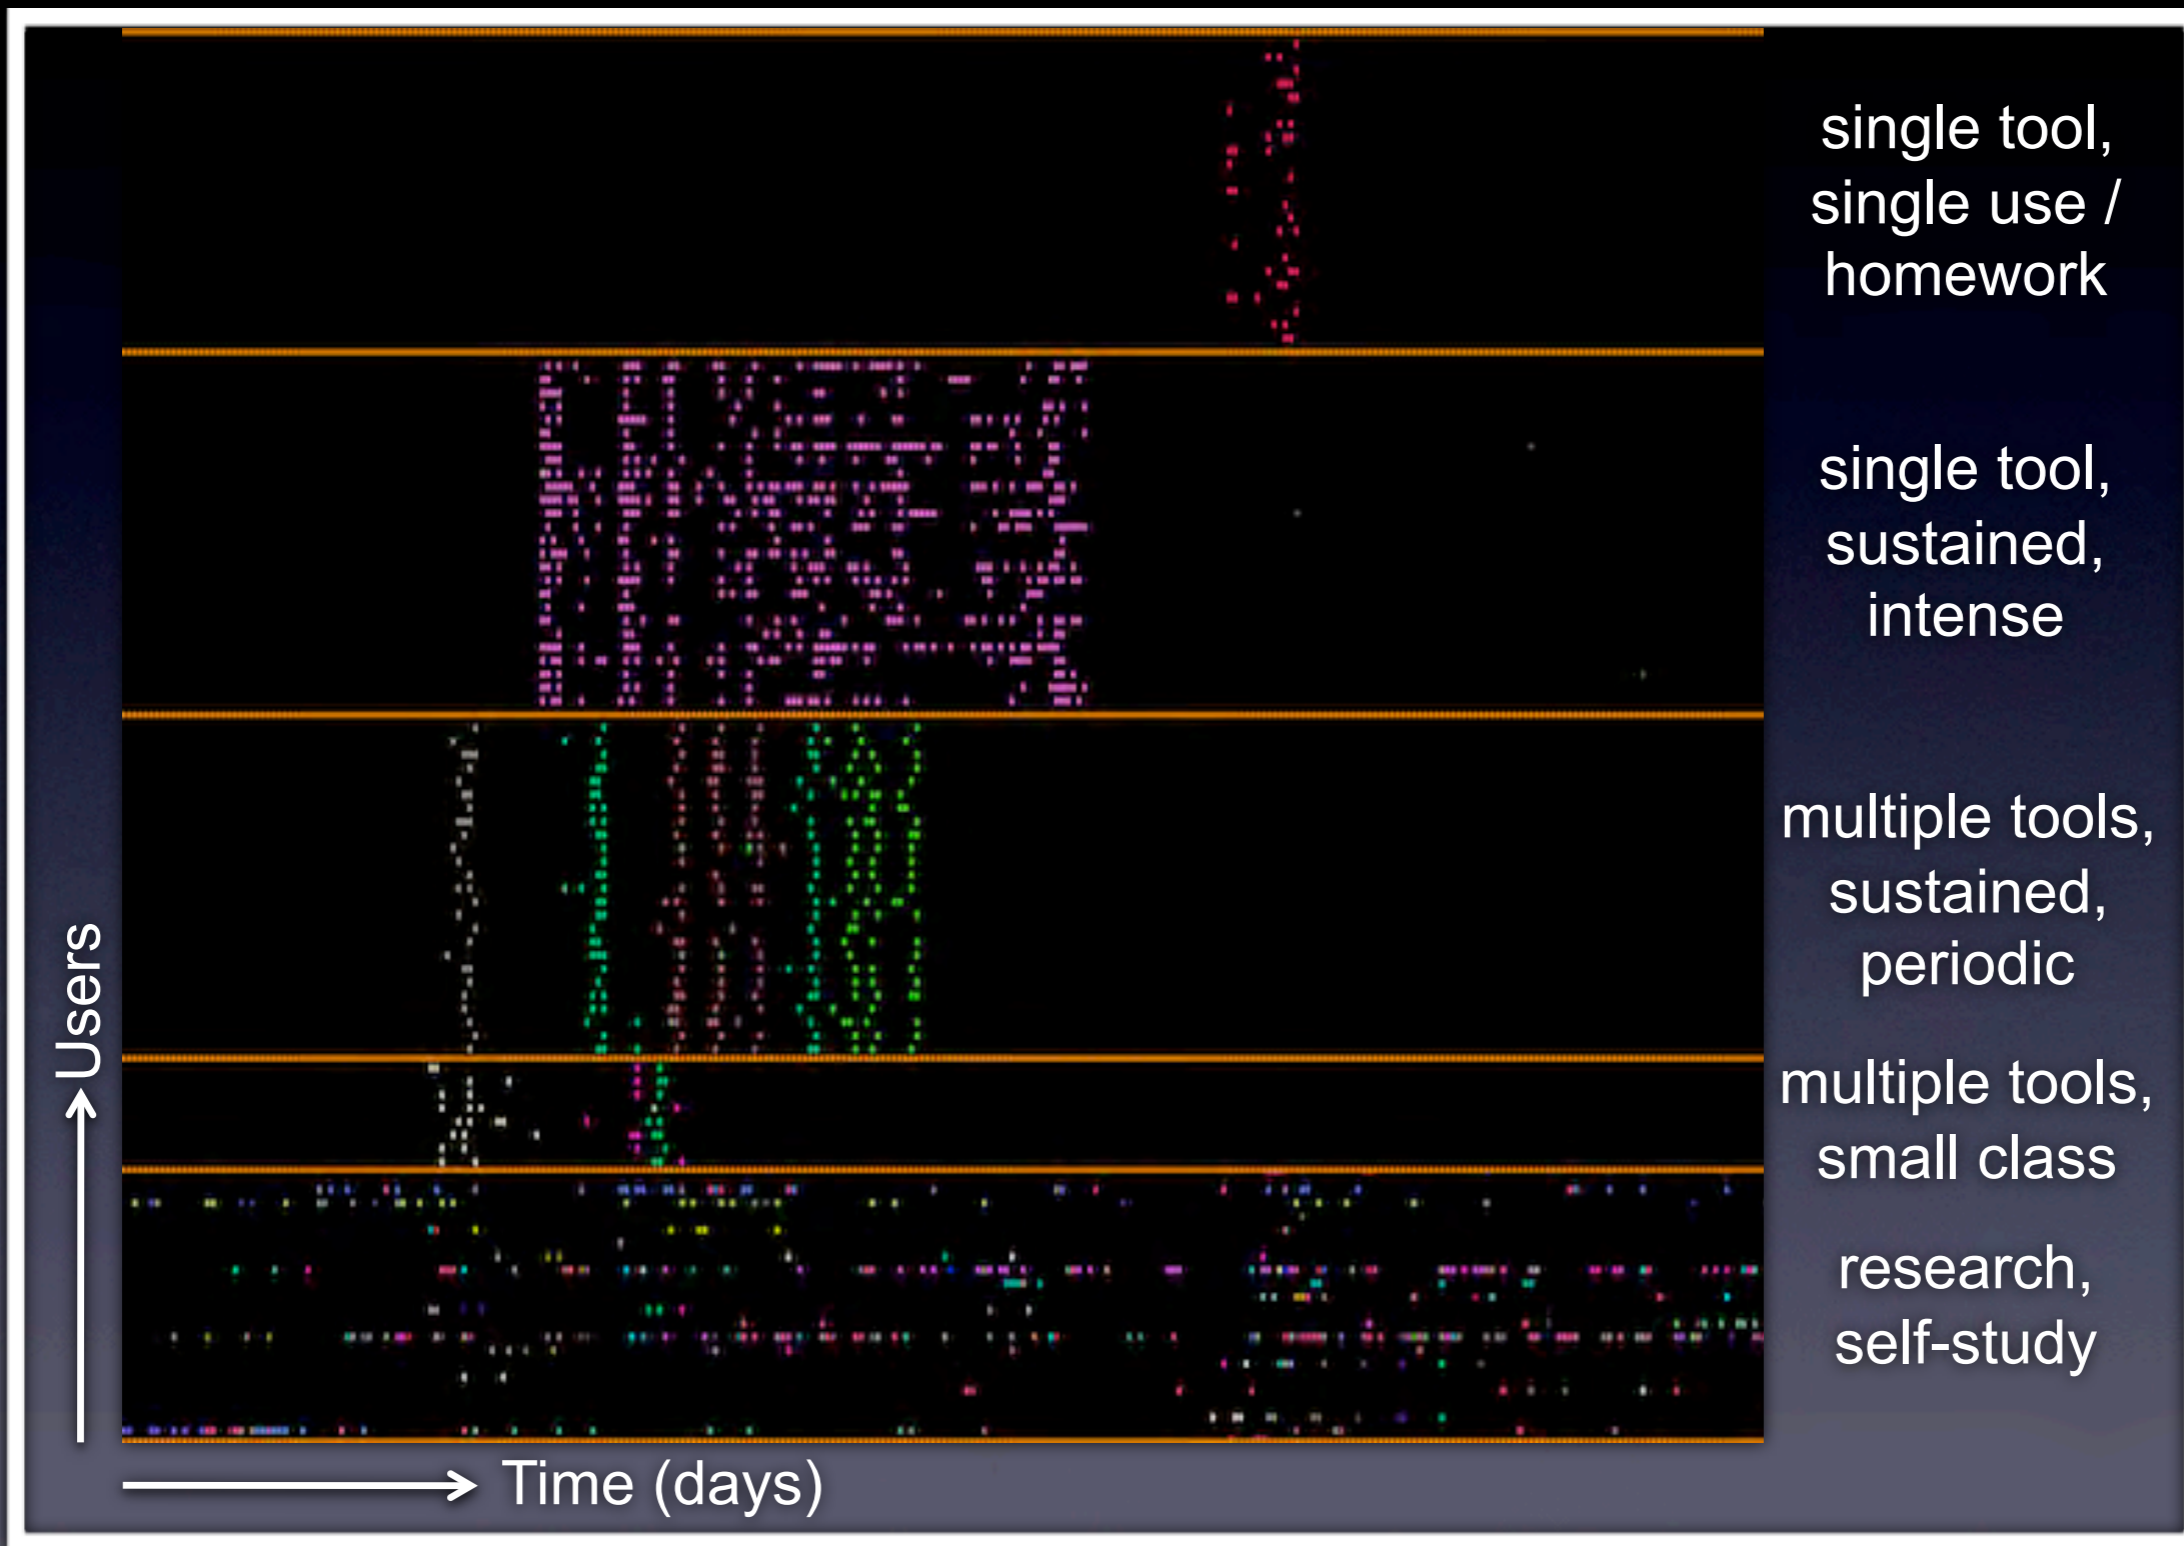 single tool,
single use /
homework
single tool,
sustained,
intense
multiple tools,
sustained,
periodic
multiple tools,
small class
research,
self-study
Users
Time (days)